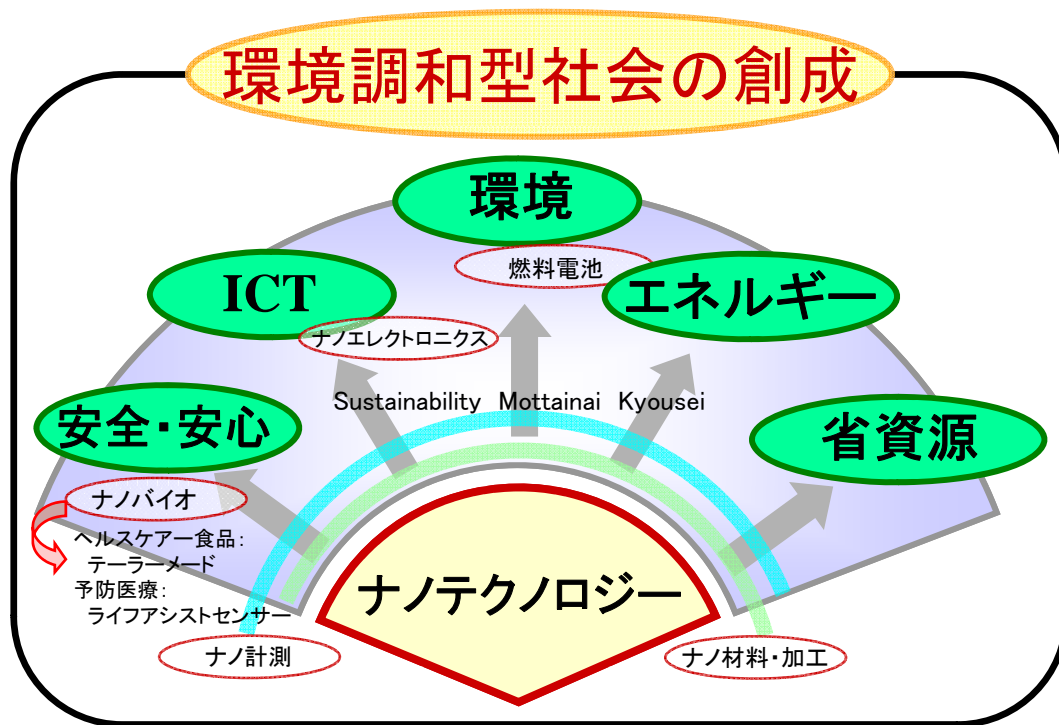 環境調和型社会の創成
環境
燃料電池
ICT
エネルギー
ナノエレクトロニクス
Sustainability Mottainai Kyousei
安全・安心
省資源
ナノバイオ
ヘルスケアー食品：
テーラーメード
予防医療：
ライフアシストセンサー
ナノテクノロジー
ナノ計測
ナノ材料・加工